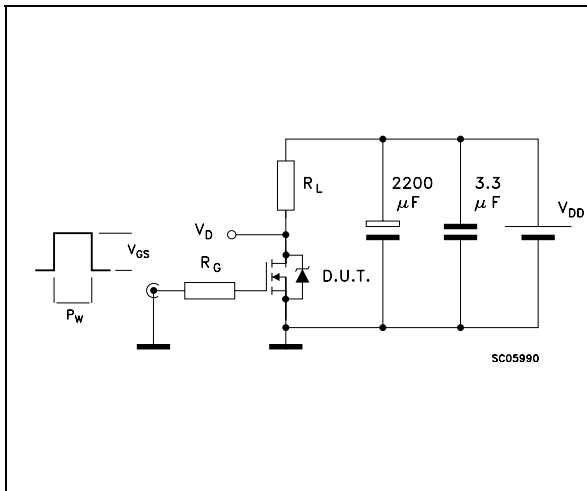 R_L
2200
μF
3.3
μF
V_DD
V_D
V_GS
R_G
D.U.T.
P_W
SC05990